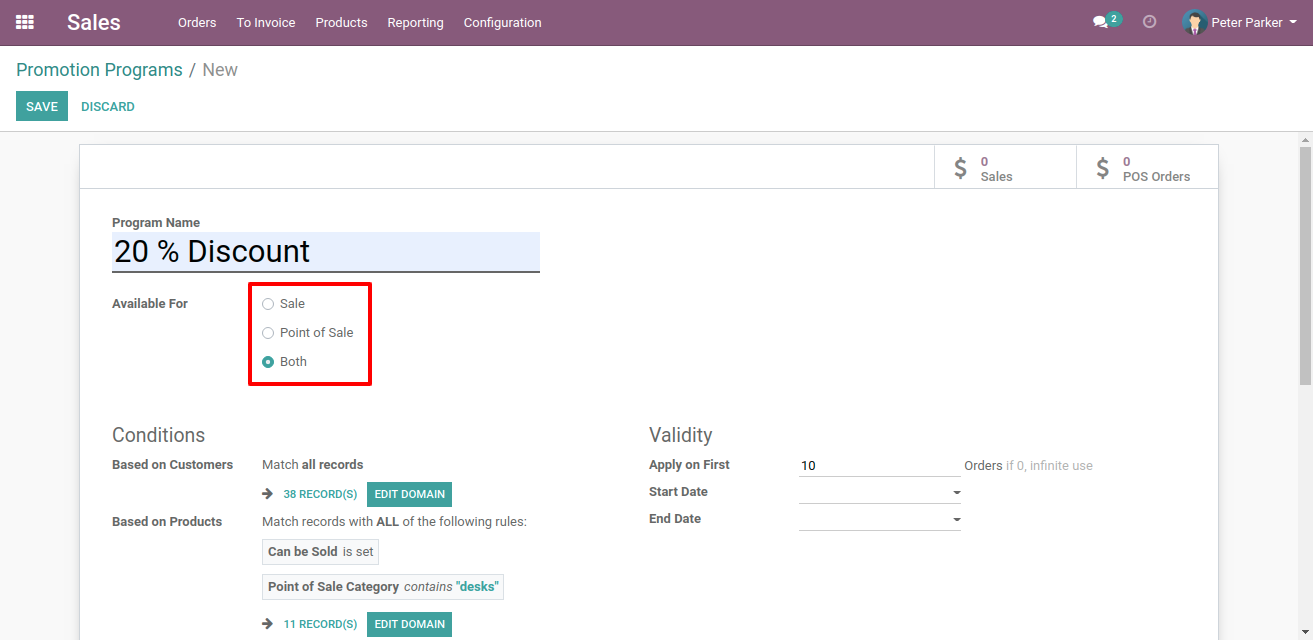 Sales Orders To Invoice Products Reporting Configuration 2 Peter Parker
Promotion Programs / New
SAVE DISCARD
$ 0 Sales
$ 0 POS Orders
Program Name
20 % Discount
Available For
Sale
Point of Sale
Both
Conditions
Based on Customers Match all records
38 RECORD(S) EDIT DOMAIN
Based on Products Match records with ALL of the following rules:
Can be Sold is set
Point of Sale Category contains "desks"
11 RECORD(S) EDIT DOMAIN
Validity
Apply on First 10 Orders if 0, infinite use
Start Date
End Date